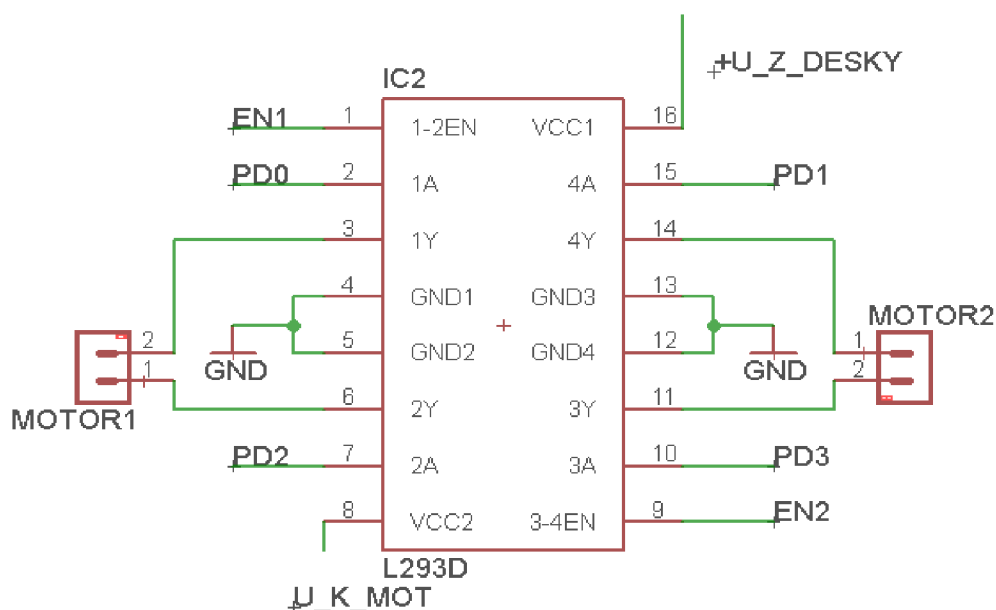 +U_Z_DESKY
IC2
EN1 1 1-2EN VCC1 16
PD0 2 1A 4A 15 PD1
3 1Y 4Y 14
4 GND1 GND3 13
MOTOR2
2 GND 5 GND2 GND4 12 GND 1
1 2
MOTOR1 6 2Y 3Y 11
PD2 7 2A 3A 10 PD3
8 VCC2 3-4EN 9 EN2
L293D
+U_K_MOT